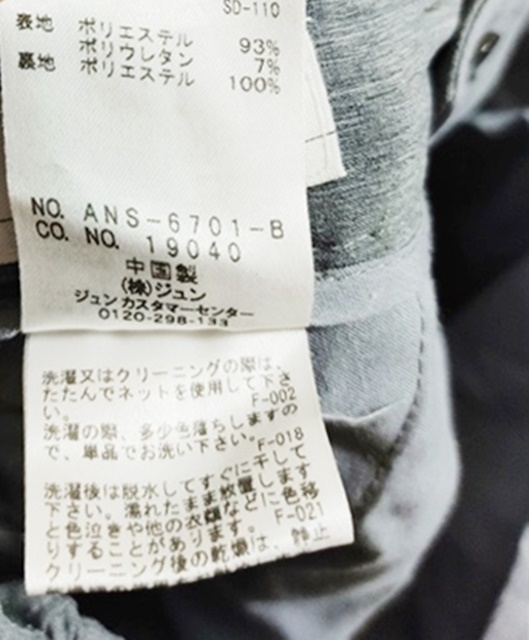 SD-110
表地 ポリエステル 93%
ポリウレタン 7%
裏地 ポリエステル 100%
NO. ANS-6701-B
CO. NO. 19040
中国製
(株)ジュン
ジュンカスタマーセンター
0120-298-133
洗濯又はクリーニングの際は、
たたんでネットを使用して下さ
い。 F-002
洗濯の際、多少色落ちしますの
で、単品でお洗い下さい。F-018
洗濯後は脱水してすぐに干して
下さい。濡れたまま放置します
と色泣きや他の衣類などに色移
りすることがあります。 F-021
クリーニング後の乾燥は、